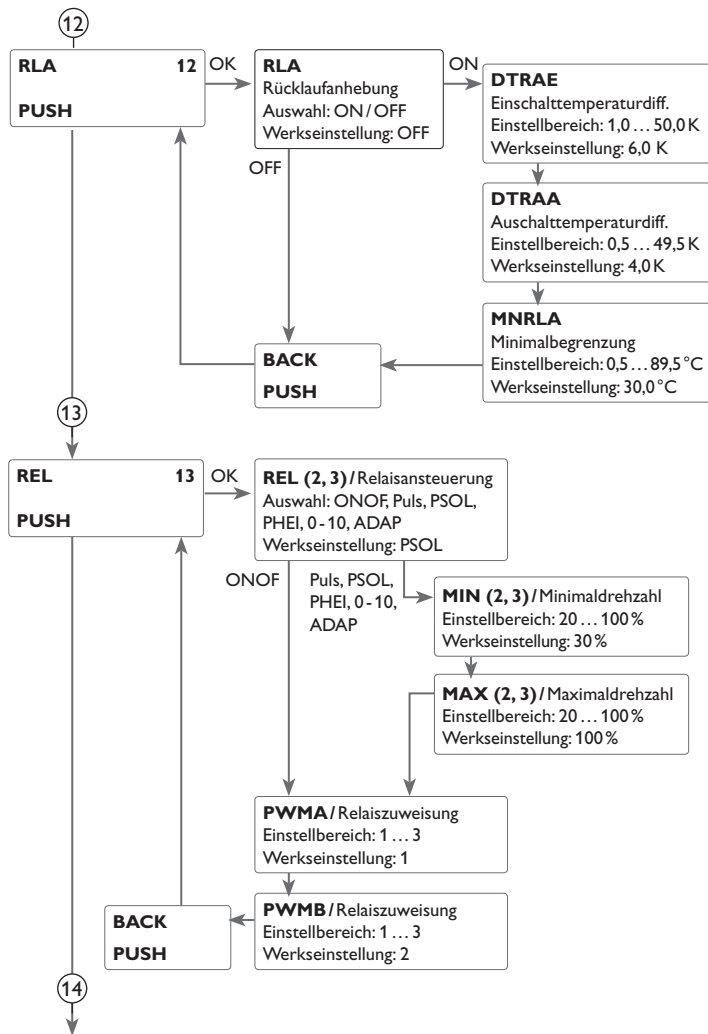 12
RLA 12
PUSH
OK
RLA
Rücklaufanhebung
Auswahl: ON / OFF
Werkseinstellung: OFF
ON
OFF
DTRAE
Einschalttemperaturdiff.
Einstellbereich: 1,0 … 50,0 K
Werkseinstellung: 6,0 K
DTRAA
Auschalttemperaturdiff.
Einstellbereich: 0,5 … 49,5 K
Werkseinstellung: 4,0 K
MNRLA
Minimalbegrenzung
Einstellbereich: 0,5 … 89,5 °C
Werkseinstellung: 30,0 °C
BACK
PUSH
13
REL 13
PUSH
OK
REL (2, 3) / Relaisansteuerung
Auswahl: ONOF, Puls, PSOL,
PHEI, 0 - 10, ADAP
Werkseinstellung: PSOL
ONOF
Puls, PSOL,
PHEI, 0 - 10,
ADAP
MIN (2, 3) / Minimaldrehzahl
Einstellbereich: 20 … 100 %
Werkseinstellung: 30 %
MAX (2, 3) / Maximaldrehzahl
Einstellbereich: 20 … 100 %
Werkseinstellung: 100 %
PWMA / Relaiszuweisung
Einstellbereich: 1 … 3
Werkseinstellung: 1
PWMB / Relaiszuweisung
Einstellbereich: 1 … 3
Werkseinstellung: 2
BACK
PUSH
14